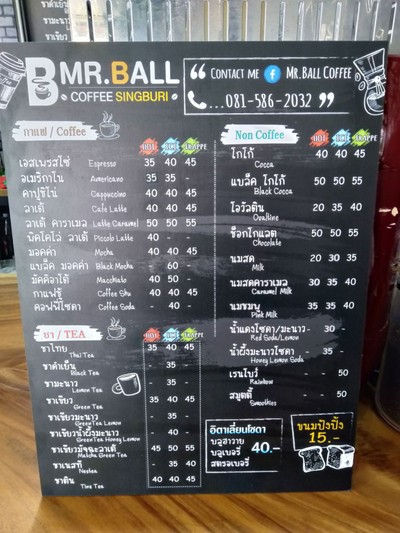 MR.BALL
COFFEE SINGBURI
CONTACT ME MR.BALL COFFEE
...081-586-2032
กาแฟ / Coffee HOT ICE FRAPPE
เอสเพรสโซ่ Espresso 35 40 45
อเมริกาโน่ Americano 35 35 -
คาปูชิโน่ Cappuccino 40 40 45
ลาเต้ Cafe Latte 40 40 45
ลาเต้ คาราเมล Latte Caramel 50 50 55
พิคโคโล่ ลาเต้ Piccolo Latte 40 -
มอคค่า Mocha 40 40 45
แบล็ค มอคค่า Black Mocha - 60 -
มัคคิอาโต้ Macchiato 40 50 -
กาแฟชู้ Coffee Shu 40 40 45
คอฟฟี่โซดา Coffee Soda - 40 -
ชา / TEA HOT ICE FRAPPE
ชาไทย Thai Tea 35 40 45
ชาดำเย็น Black Tea - 35 -
ชามะนาว Lemon Tea - 35 -
ชาเขียว Green Tea 35 40 45
ชาเขียวมะนาว GreenTea Lemon - 35 -
ชาเขียวน้ำผึ้งมะนาว GreenTea Honey Lemon - 40 -
ชาเขียวมัจฉะลาเต้ Matcha Green Tea 45 50 55
ชาเนสที Nestea - 35 40
ชาติน Tine Tea 40 40 45
Non Coffee HOT ICE FRAPPE
โกโก้ Cocoa 40 40 45
แบล็ค โกโก้ Black Cocoa 50 50 55
โอวัลติน Ovaltine 20 35 40
ช็อกโกแลต Chocolate 50 50 55
นมสด Milk 20 30 35
นมสดคาราเมล Caramel Milk 30 35 40
นมชมพู Pink Milk 35 35 40
น้ำแดงโซดา/มะนาว Red Soda/Lemon - 30 -
น้ำผึ้งมะนาวโซดา Honey Lemon Soda 35 -
เรนโบว์ Rainbow - 50
สมูตตี้ Smoothies - 50
อิตาเลี่ยนโซดา
บลูฮาวาย
บลูเบอรี่ 40.-
สตรอเบอรี่
ขนมปังปิ้ง
15.-